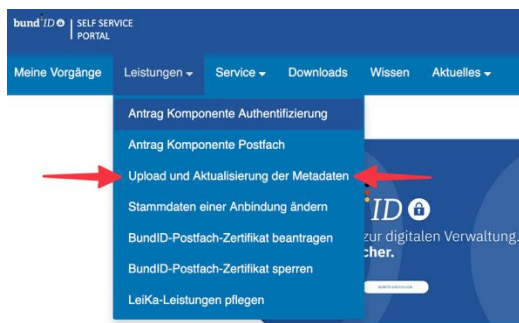 bund ID SELF SERVICE
PORTAL
Meine Vorgänge Leistungen Service Downloads Wissen Aktuelles
Antrag Komponente Authentifizierung
Antrag Komponente Postfach
Upload und Aktualisierung der Metadaten
Stammdaten einer Anbindung ändern
BundID-Postfach-Zertifikat beantragen
BundID-Postfach-Zertifikat sperren
LeiKa-Leistungen pflegen
ID
zur digitalen Verwaltung.
cher.